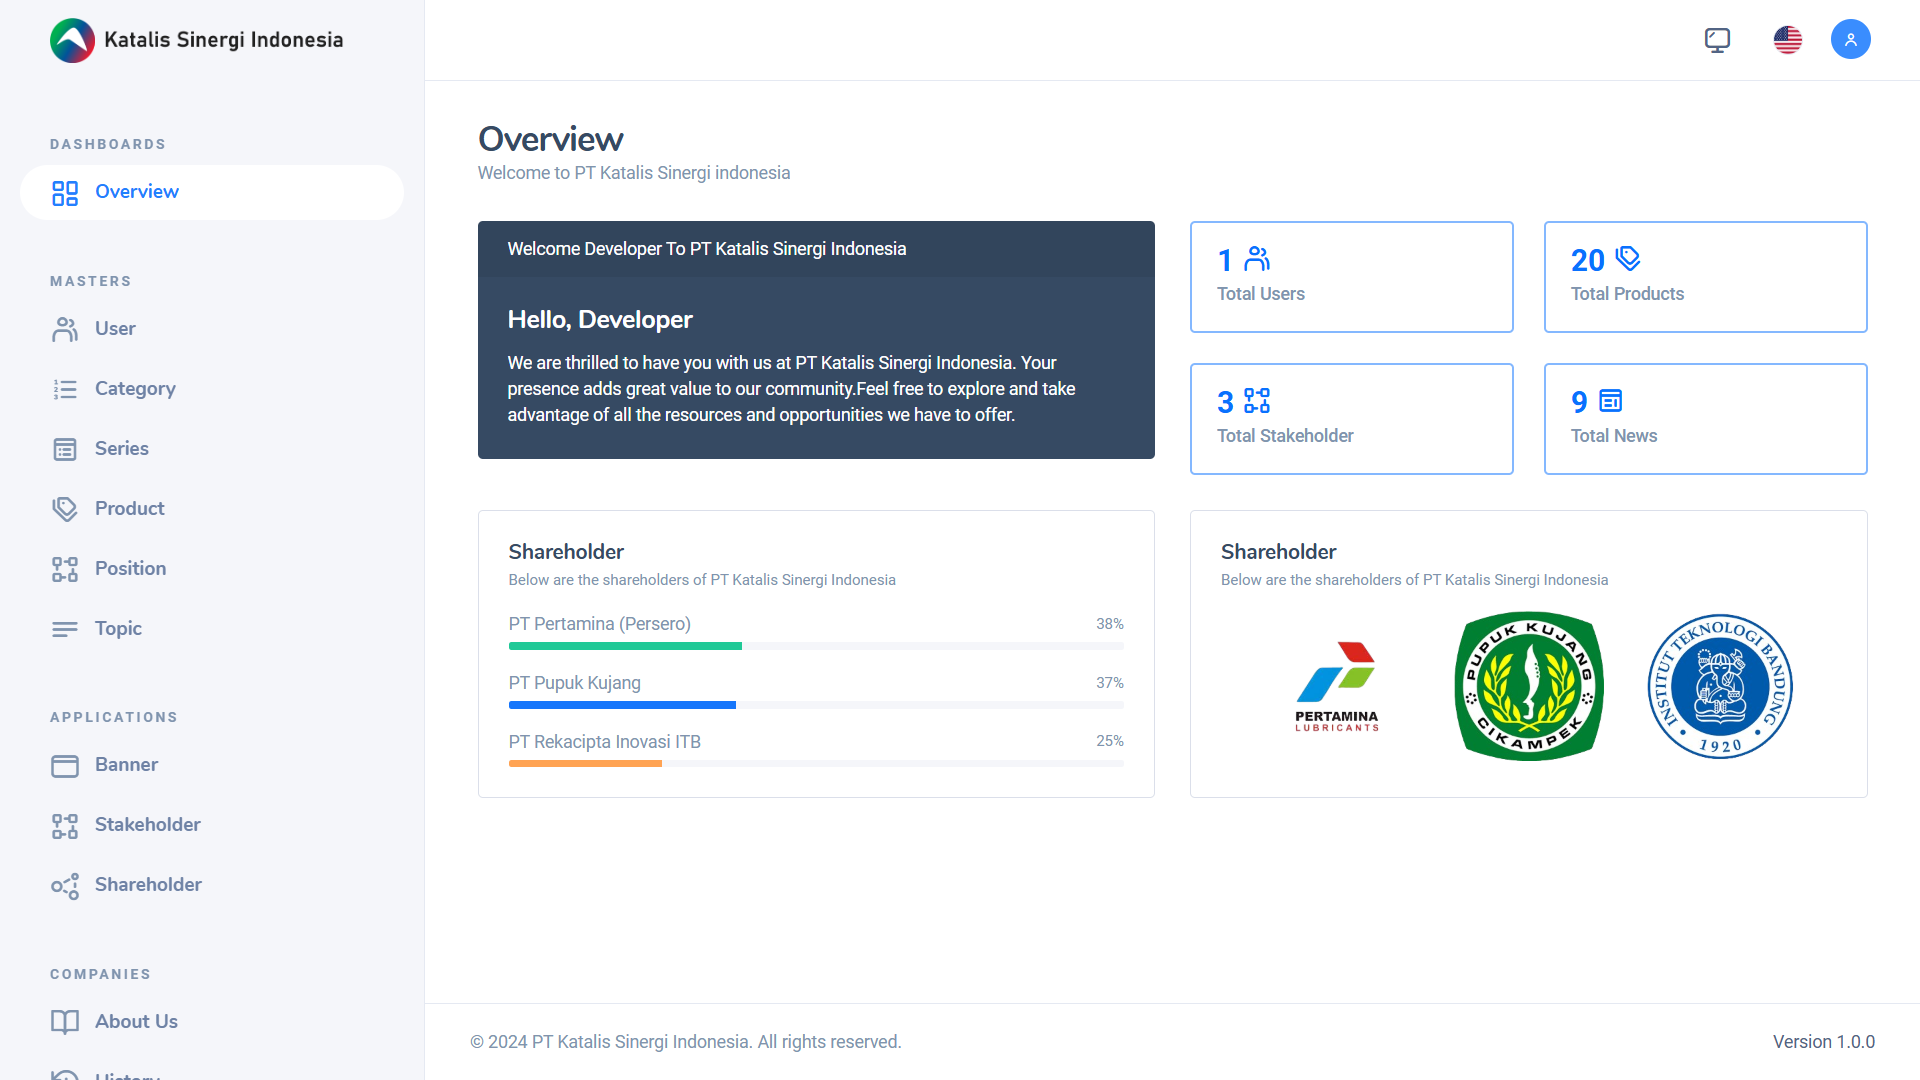 Katalis Sinergi Indonesia
DASHBOARDS
Overview
MASTERS
User
Category
Series
Product
Position
Topic
APPLICATIONS
Banner
Stakeholder
Shareholder
COMPANIES
About Us
History
Overview
Welcome to PT Katalis Sinergi indonesia
Welcome Developer To PT Katalis Sinergi Indonesia
Hello, Developer
We are thrilled to have you with us at PT Katalis Sinergi Indonesia. Your
presence adds great value to our community.Feel free to explore and take
advantage of all the resources and opportunities we have to offer.
1
Total Users
20
Total Products
3
Total Stakeholder
9
Total News
Shareholder
Below are the shareholders of PT Katalis Sinergi Indonesia
PT Pertamina (Persero) 38%
PT Pupuk Kujang 37%
PT Rekacipta Inovasi ITB 25%
Shareholder
Below are the shareholders of PT Katalis Sinergi Indonesia
PERTAMINA
LUBRICANTS
PUPUK KUJANG
CIKAMPEK
INSTITUT TEKNOLOGI BANDUNG
1920
© 2024 PT Katalis Sinergi Indonesia. All rights reserved.
Version 1.0.0